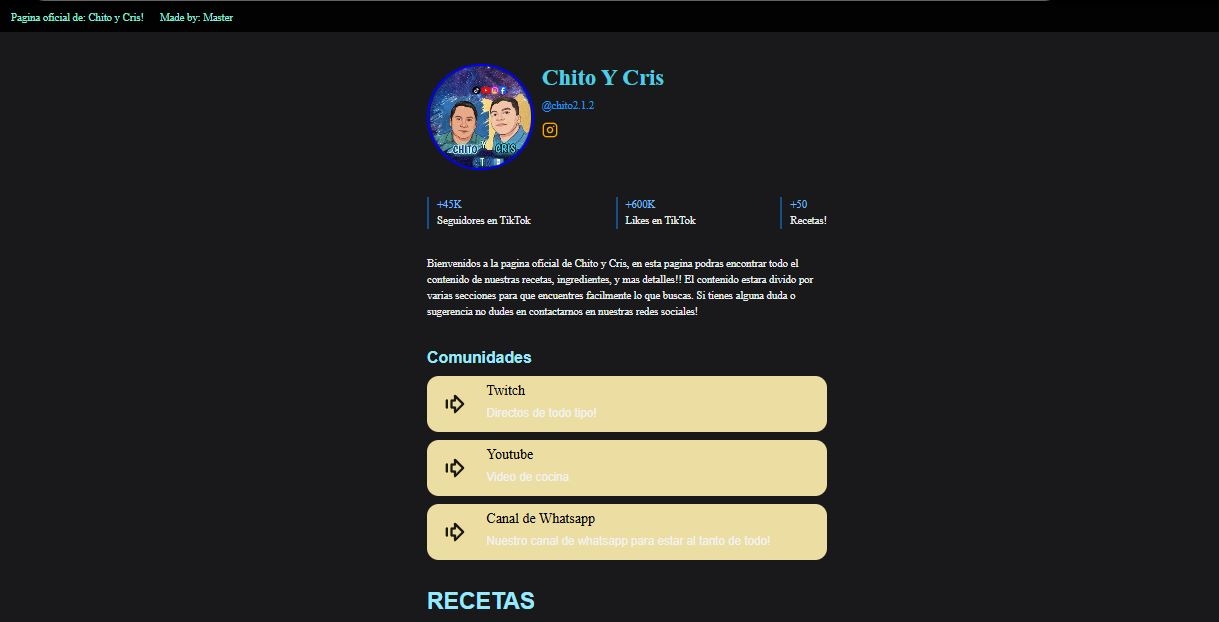 Pagina oficial de: Chito y Cris! Made by: Master
Chito Y Cris
@chito2.1.2
CHITO Y CRIS
+45K
Seguidores en TikTok
+600K
Likes en TikTok
+50
Recetas!
Bienvenidos a la pagina oficial de Chito y Cris, en esta pagina podras encontrar todo el
contenido de nuestras recetas, ingredientes, y mas detalles!! El contenido estara divido por
varias secciones para que encuentres facilmente lo que buscas. Si tienes alguna duda o
sugerencia no dudes en contactarnos en nuestras redes sociales!
Comunidades
Twitch
Directos de todo tipo!
Youtube
Video de cocina
Canal de Whatsapp
Nuestro canal de whatsapp para estar al tanto de todo!
RECETAS